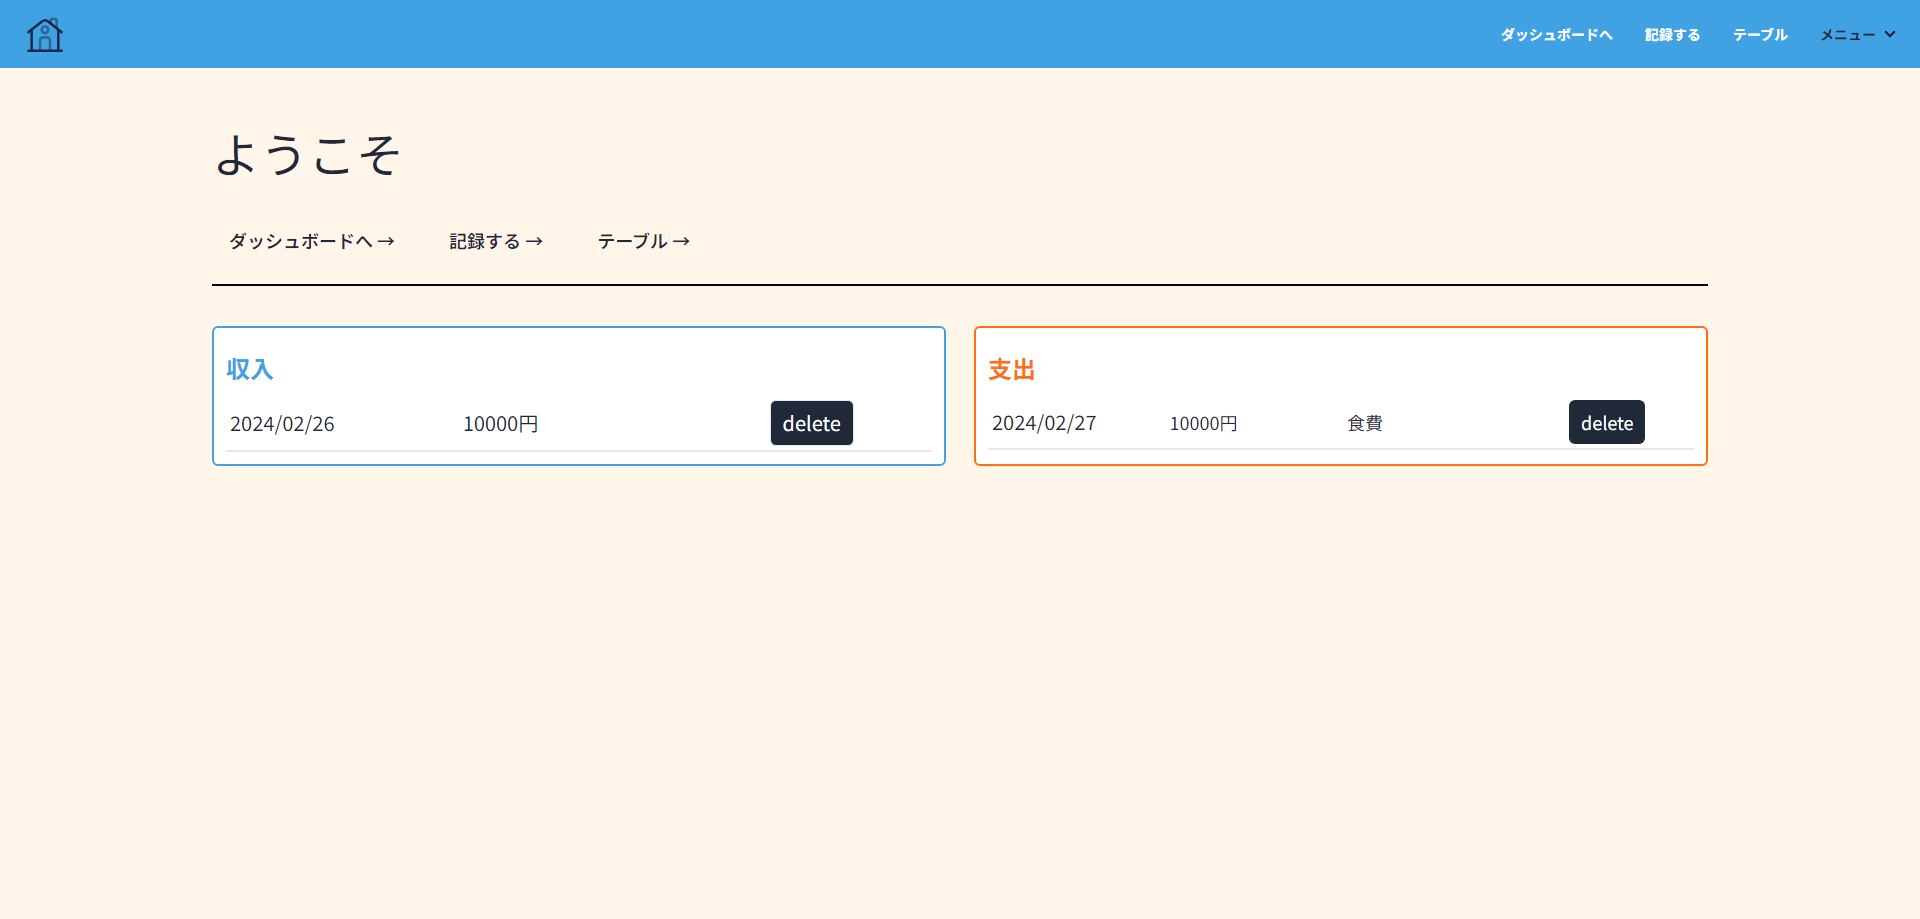 ダッシュボードへ 記録する テーブル メニュー
ようこそ
ダッシュボードへ → 記録する → テーブル →
収入
2024/02/26 10000円 delete
支出
2024/02/27 10000円 食費 delete